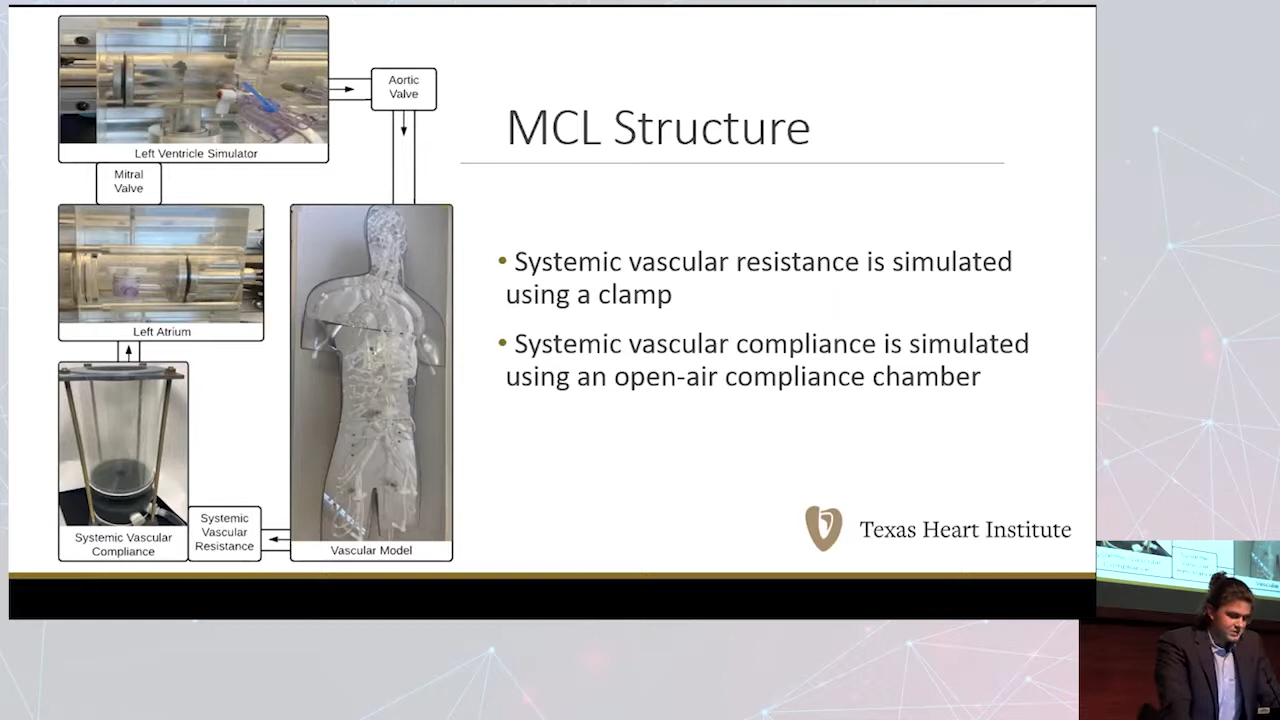 MCL Structure
• Systemic vascular resistance is simulated
using a clamp
• Systemic vascular compliance is simulated
using an open-air compliance chamber
Left Ventricle Simulator
Aortic
Valve
Mitral
Valve
Left Atrium
Systemic Vascular
Compliance
Systemic
Vascular
Resistance
Vascular Model
Texas Heart Institute